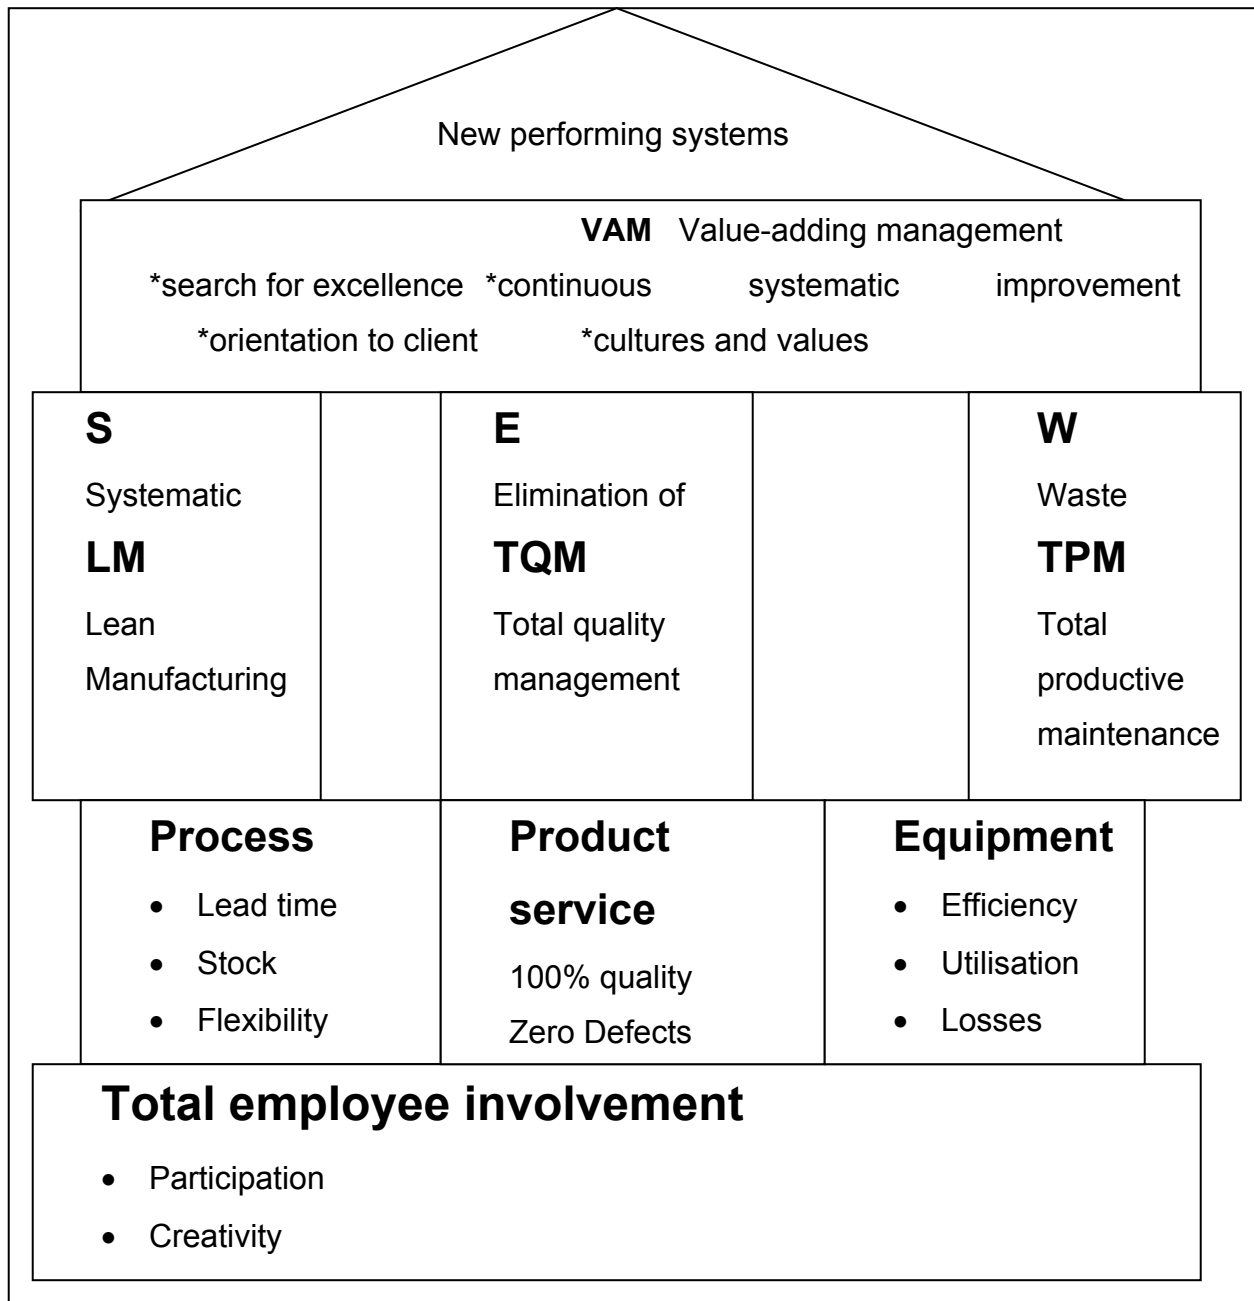 New performing systems
VAM Value-adding management
*search for excellence *continuous systematic improvement
*orientation to client *cultures and values
S
Systematic
LM
Lean
Manufacturing
E
Elimination of
TQM
Total quality
management
W
Waste
TPM
Total
productive
maintenance
Process
• Lead time
• Stock
• Flexibility
Product
service
100% quality
Zero Defects
Equipment
• Efficiency
• Utilisation
• Losses
Total employee involvement
• Participation
• Creativity